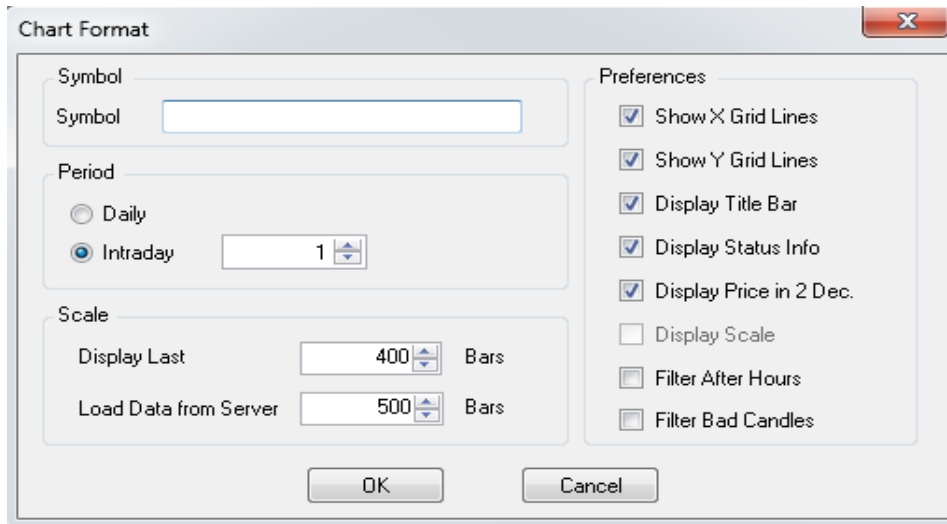 Chart Format
Symbol
Symbol
Period
Daily
Intraday 1
Scale
Display Last 400 Bars
Load Data from Server 500 Bars
Preferences
Show X Grid Lines
Show Y Grid Lines
Display Title Bar
Display Status Info
Display Price in 2 Dec.
Display Scale
Filter After Hours
Filter Bad Candles
OK Cancel